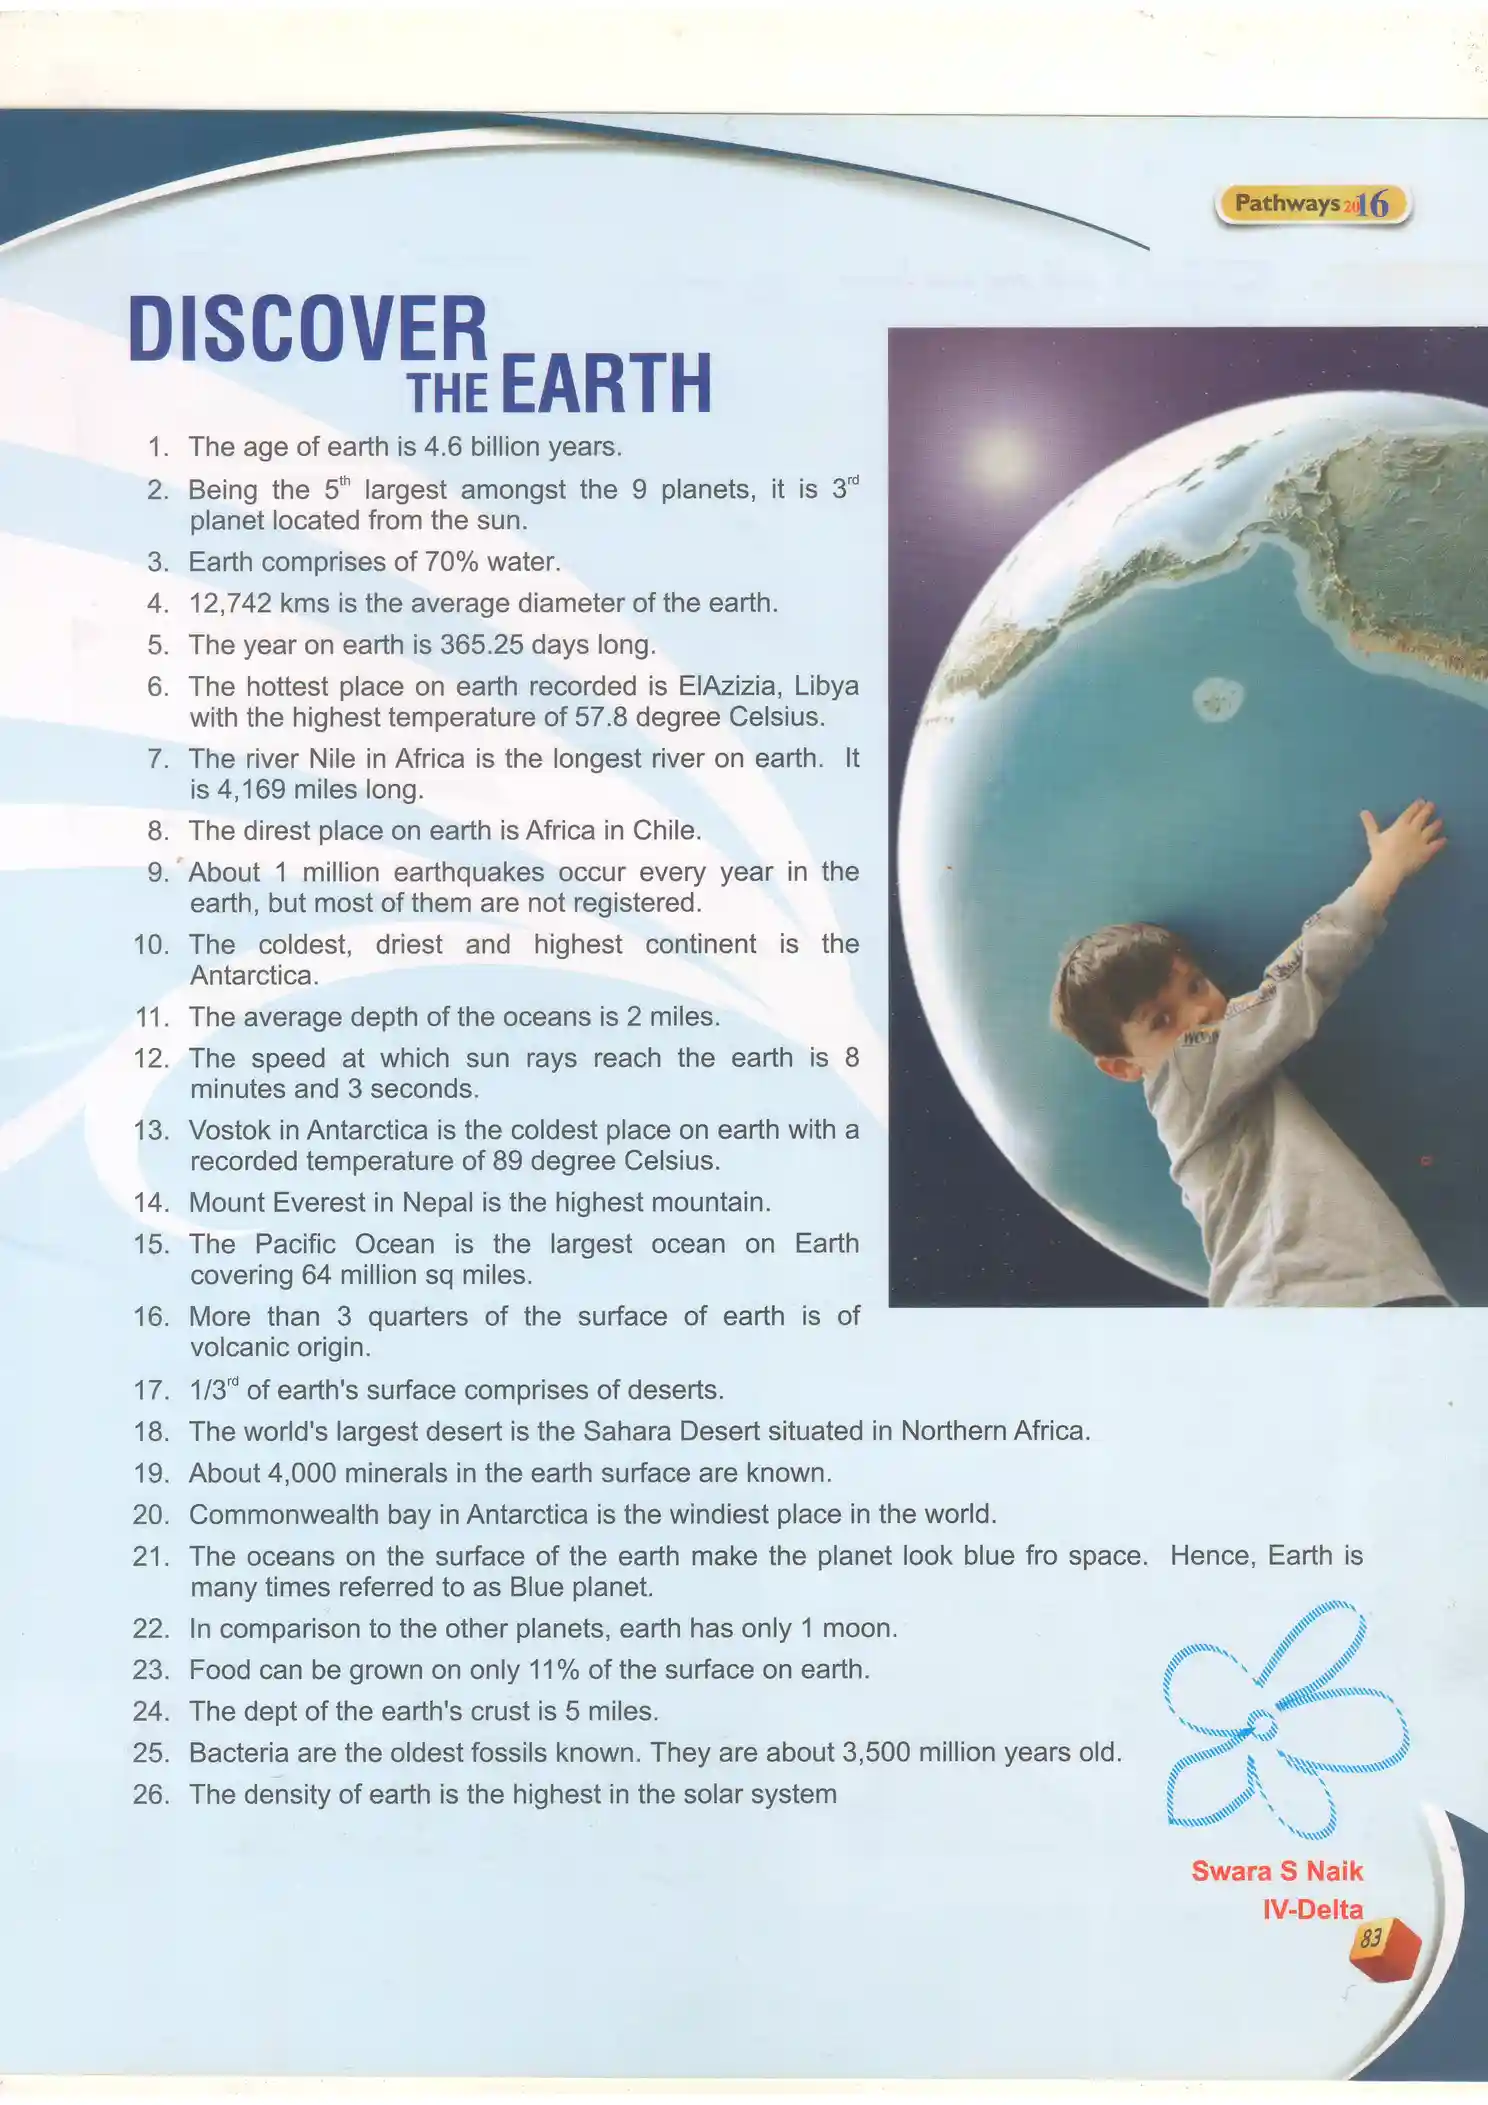 Pathways 2016
DISCOVER
THE EARTH
1. The age of earth is 4.6 billion years.
2. Being the 5th largest amongst the 9 planets, it is 3rd
planet located from the sun.
3. Earth comprises of 70% water.
4. 12,742 kms is the average diameter of the earth.
5. The year on earth is 365.25 days long.
6. The hottest place on earth recorded is ElAzizia, Libya
with the highest temperature of 57.8 degree Celsius.
7. The river Nile in Africa is the longest river on earth. It
is 4,169 miles long.
8. The direst place on earth is Africa in Chile.
9. About 1 million earthquakes occur every year in the
earth, but most of them are not registered.
10. The coldest, driest and highest continent is the
Antarctica.
11. The average depth of the oceans is 2 miles.
12. The speed at which sun rays reach the earth is 8
minutes and 3 seconds.
13. Vostok in Antarctica is the coldest place on earth with a
recorded temperature of 89 degree Celsius.
14. Mount Everest in Nepal is the highest mountain.
15. The Pacific Ocean is the largest ocean on Earth
covering 64 million sq miles.
16. More than 3 quarters of the surface of earth is of
volcanic origin.
17. 1/3rd of earth's surface comprises of deserts.
18. The world's largest desert is the Sahara Desert situated in Northern Africa.
19. About 4,000 minerals in the earth surface are known.
20. Commonwealth bay in Antarctica is the windiest place in the world.
21. The oceans on the surface of the earth make the planet look blue fro space. Hence, Earth is
many times referred to as Blue planet.
22. In comparison to the other planets, earth has only 1 moon.
23. Food can be grown on only 11% of the surface on earth.
24. The dept of the earth's crust is 5 miles.
25. Bacteria are the oldest fossils known. They are about 3,500 million years old.
26. The density of earth is the highest in the solar system
Swara S Naik
IV-Delta
83